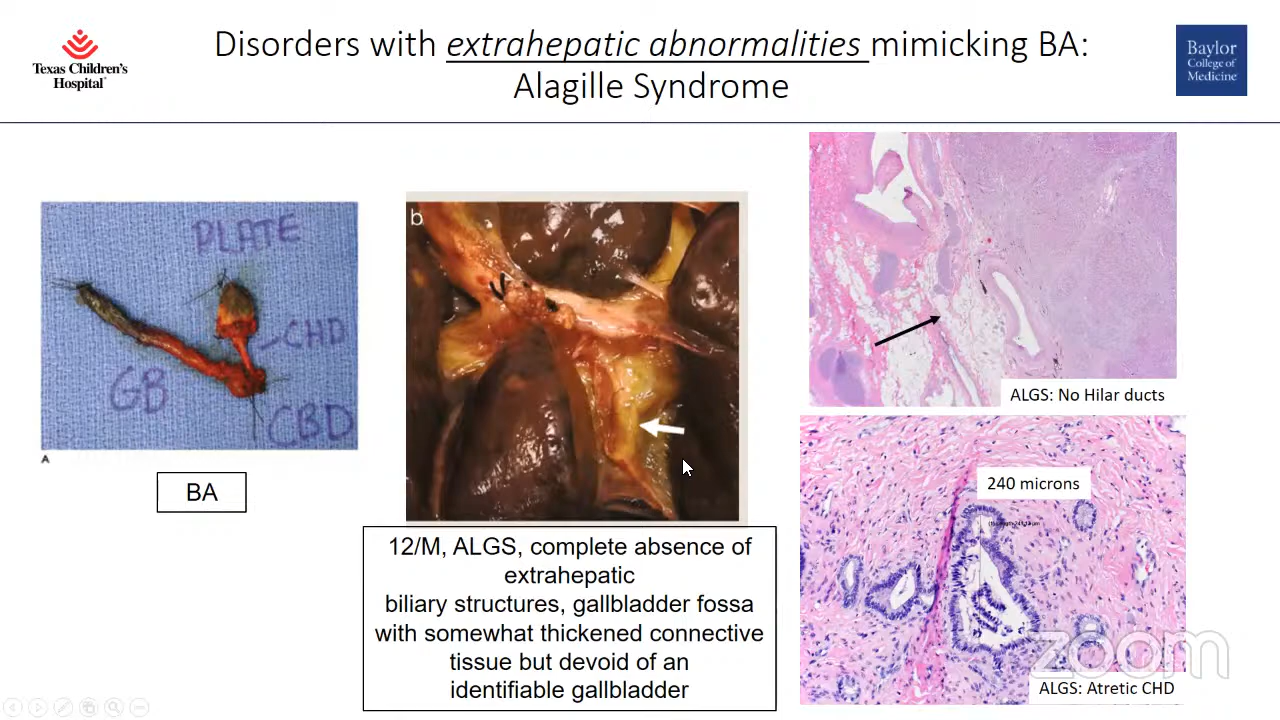 Texas Children's
Hospital
Disorders with extrahepatic abnormalities mimicking BA:
Alagille Syndrome
Baylor
College of
Medicine
PLATE
CHD
GB
CBD
A
BA
b
12/M, ALGS, complete absence of
extrahepatic
biliary structures, gallbladder fossa
with somewhat thickened connective
tissue but devoid of an
identifiable gallbladder
ALGS: No Hilar ducts
240 microns
zoom
ALGS: Atretic CHD